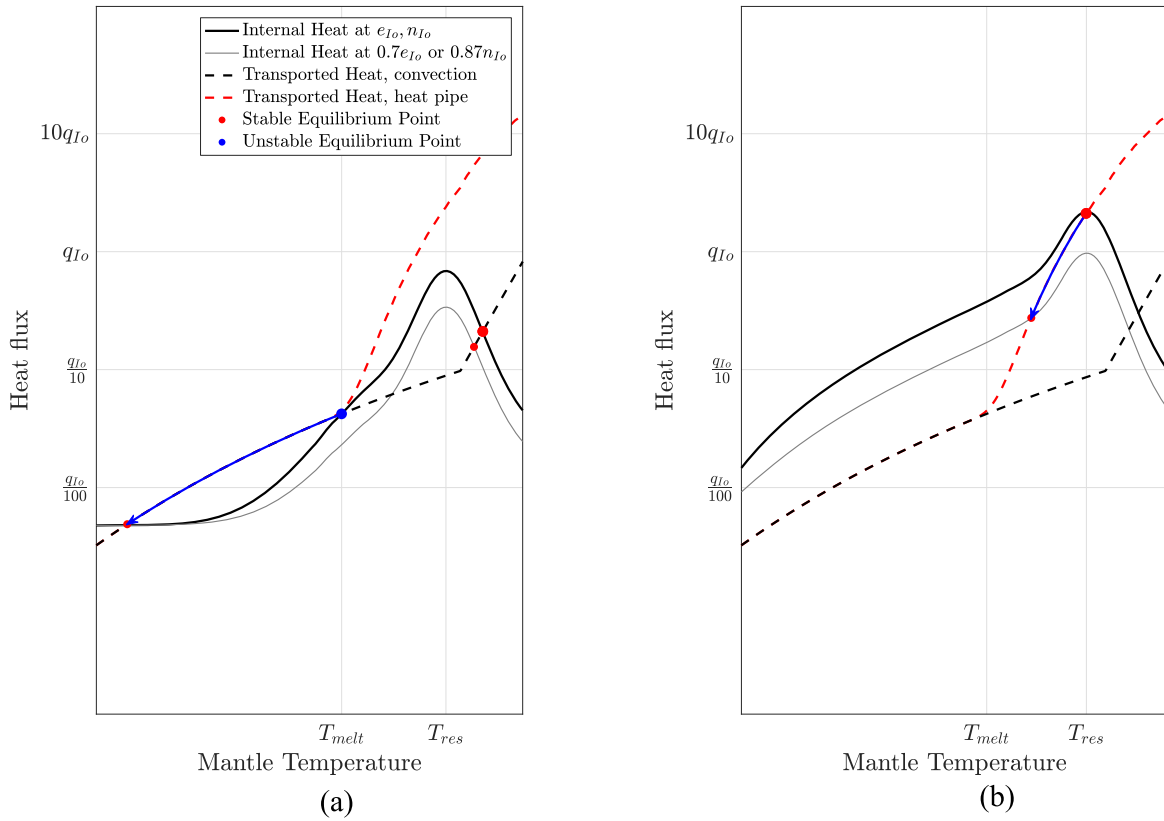 Internal Heat at e_{Io}, n_{Io}
Internal Heat at 0.7e_{Io} or 0.87n_{Io}
Transported Heat, convection
Transported Heat, heat pipe
Stable Equilibrium Point
Unstable Equilibrium Point
10q_{Io}
q_{Io}
\frac{q_{Io}}{10}
\frac{q_{Io}}{100}
Heat flux
T_{melt}
T_{res}
Mantle Temperature
(a)
10q_{Io}
q_{Io}
\frac{q_{Io}}{10}
\frac{q_{Io}}{100}
Heat flux
T_{melt}
T_{res}
Mantle Temperature
(b)